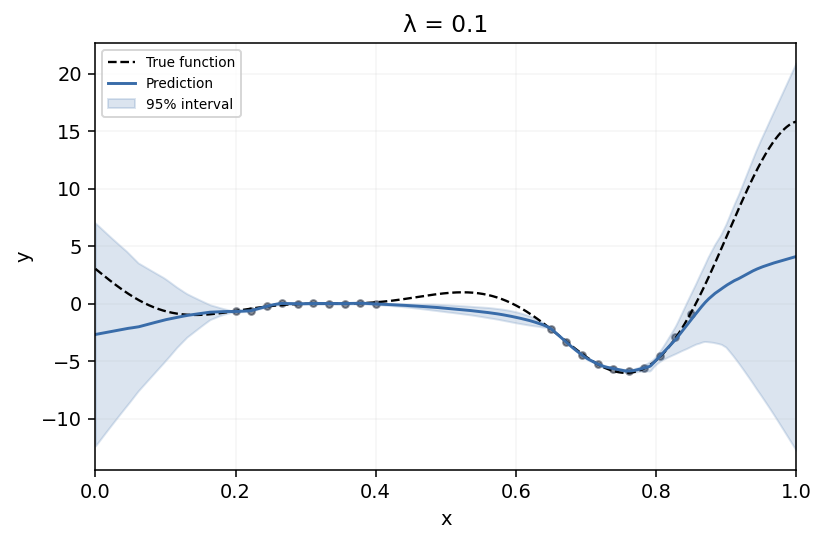 λ = 0.1
True function
Prediction
95% interval
20
15
10
5
0
−5
−10
y
0.0 0.2 0.4 0.6 0.8 1.0
x